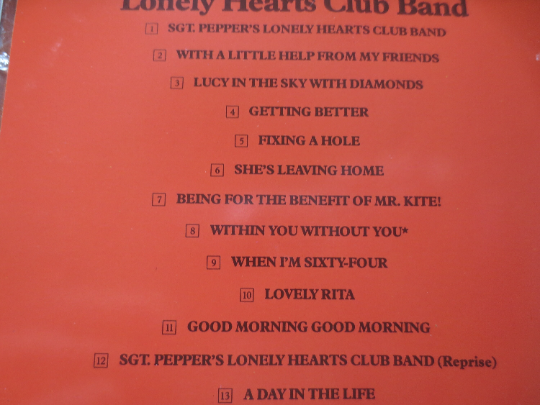 Lonely Hearts Club Band
1 SGT. PEPPER'S LONELY HEARTS CLUB BAND
2 WITH A LITTLE HELP FROM MY FRIENDS
3 LUCY IN THE SKY WITH DIAMONDS
4 GETTING BETTER
5 FIXING A HOLE
6 SHE'S LEAVING HOME
7 BEING FOR THE BENEFIT OF MR. KITE!
8 WITHIN YOU WITHOUT YOU*
9 WHEN I'M SIXTY-FOUR
10 LOVELY RITA
11 GOOD MORNING GOOD MORNING
12 SGT. PEPPER'S LONELY HEARTS CLUB BAND (Reprise)
13 A DAY IN THE LIFE